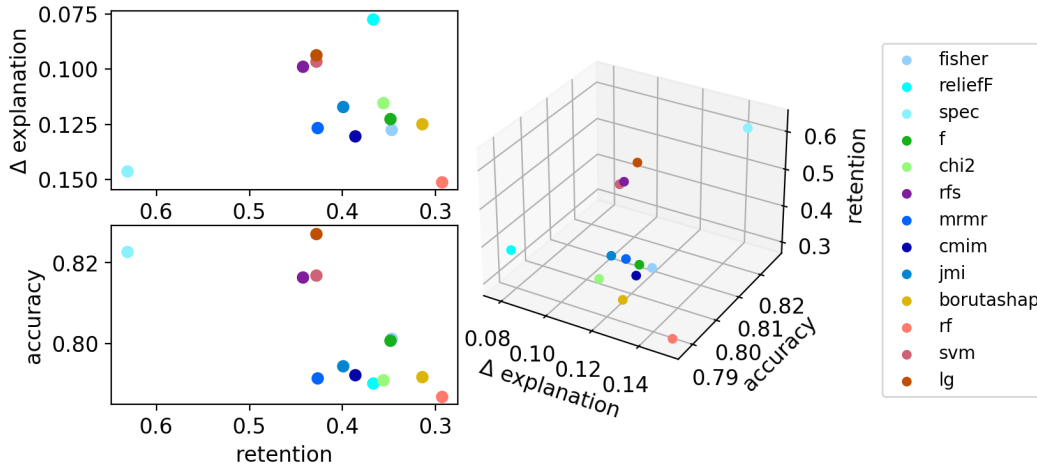 0.075
0.100
0.125
0.150
Δ explanation
0.6 0.5 0.4 0.3
0.82
0.80
accuracy
0.6 0.5 0.4 0.3
retention
0.08 0.10 0.12 0.14
Δ explanation
0.79 0.80 0.81 0.82
accuracy
0.6
0.5
0.4
0.3
retention
fisher
reliefF
spec
f
chi2
rfs
mrmr
cmim
jmi
borutashap
rf
svm
lg